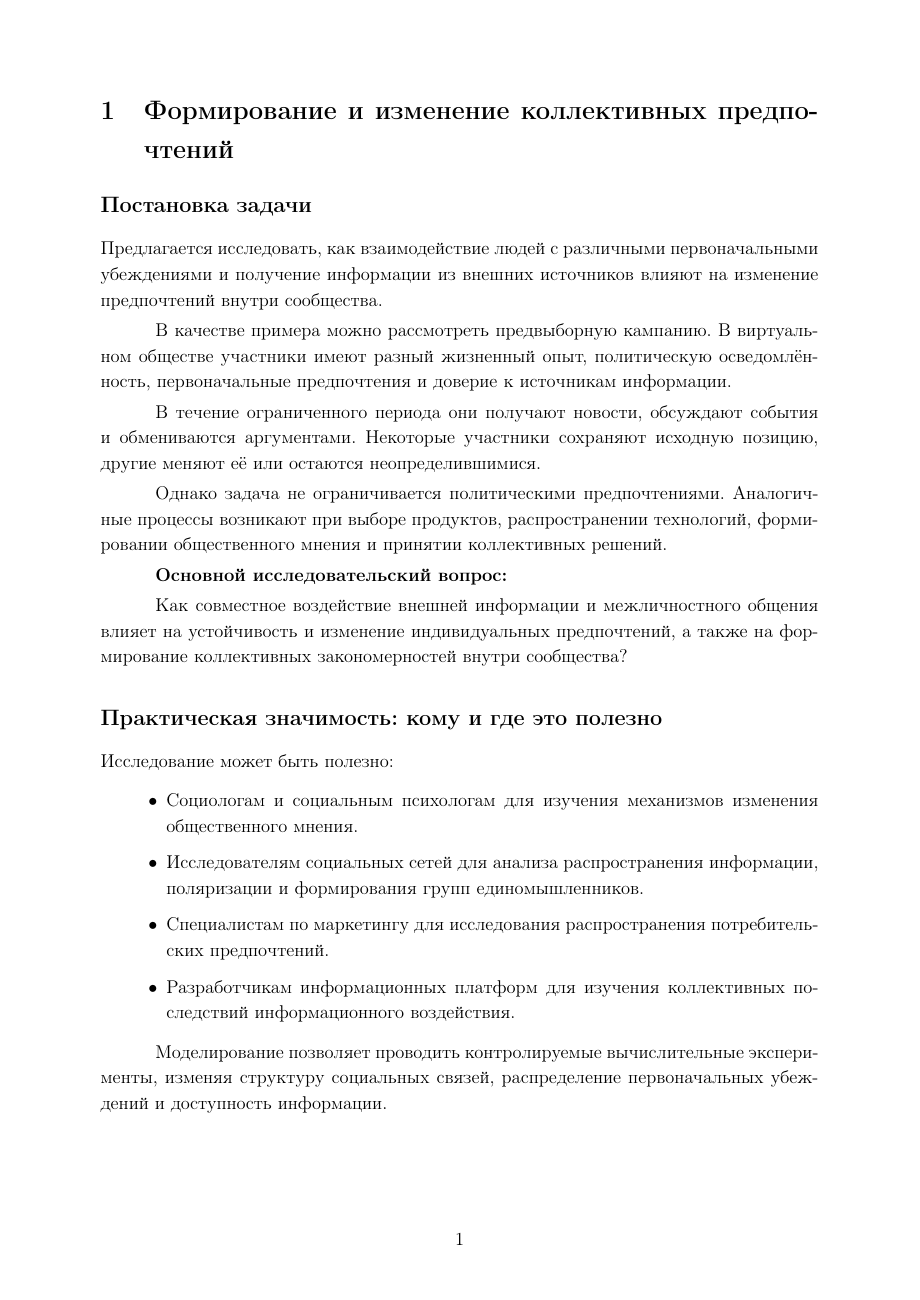 1 Формирование и изменение коллективных предпо-
чтений
Постановка задачи
Предлагается исследовать, как взаимодействие людей с различными первоначальными
убеждениями и получение информации из внешних источников влияют на изменение
предпочтений внутри сообщества.
В качестве примера можно рассмотреть предвыборную кампанию. В виртуаль-
ном обществе участники имеют разный жизненный опыт, политическую осведомлён-
ность, первоначальные предпочтения и доверие к источникам информации.
В течение ограниченного периода они получают новости, обсуждают события
и обмениваются аргументами. Некоторые участники сохраняют исходную позицию,
другие меняют её или остаются неопределившимися.
Однако задача не ограничивается политическими предпочтениями. Аналогич-
ные процессы возникают при выборе продуктов, распространении технологий, форми-
ровании общественного мнения и принятии коллективных решений.
Основной исследовательский вопрос:
Как совместное воздействие внешней информации и межличностного общения
влияет на устойчивость и изменение индивидуальных предпочтений, а также на фор-
мирование коллективных закономерностей внутри сообщества?
Практическая значимость: кому и где это полезно
Исследование может быть полезно:
• Социологам и социальным психологам для изучения механизмов изменения
общественного мнения.
• Исследователям социальных сетей для анализа распространения информации,
поляризации и формирования групп единомышленников.
• Специалистам по маркетингу для исследования распространения потребитель-
ских предпочтений.
• Разработчикам информационных платформ для изучения коллективных по-
следствий информационного воздействия.
Моделирование позволяет проводить контролируемые вычислительные экспери-
менты, изменяя структуру социальных связей, распределение первоначальных убеж-
дений и доступность информации.
1